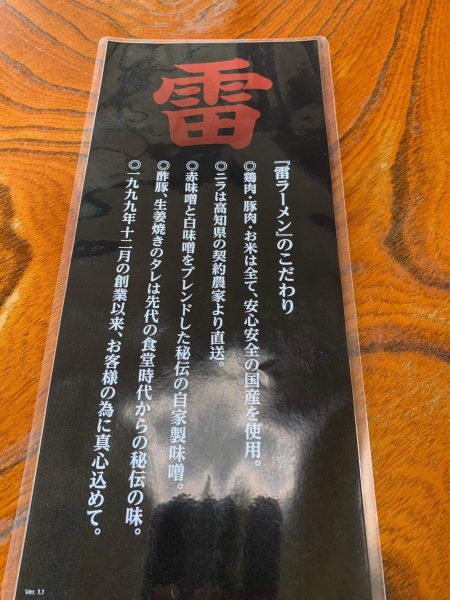 雷
『雷ラーメン』のこだわり
◎鶏肉・豚肉・お米は全て、安心安全の国産を使用。
◎ニラは高知県の契約農家より直送。
◎赤味噌と白味噌をブレンドした秘伝の自家製味噌。
◎酢豚、生姜焼きのタレは先代の食堂時代からの秘伝の味。
◎一九九九年十二月の創業以来、お客様の為に真心込めて。
Ver. 1.1